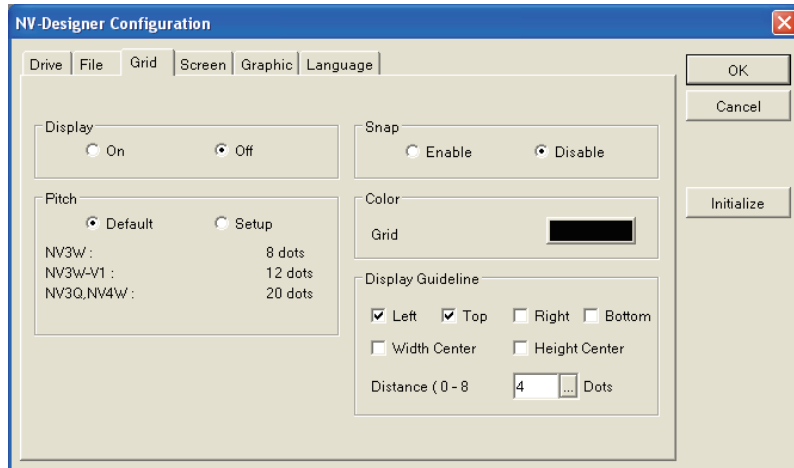 NV-Designer Configuration
Drive File Grid Screen Graphic Language
OK
Cancel
Initialize
Display
On Off
Snap
Enable Disable
Pitch
Default Setup
NV3W : 8 dots
NV3W-V1 : 12 dots
NV3Q,NV4W : 20 dots
Color
Grid
Display Guideline
Left Top Right Bottom
Width Center Height Center
Distance ( 0 - 8 4 ... Dots